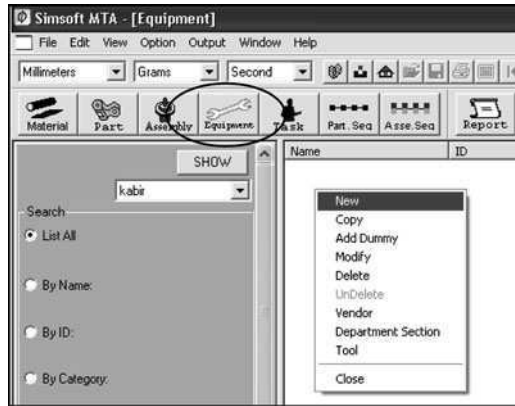 Simsoft MTA - [Equipment]
File Edit View Option Output Window Help
Millimeters Grams Second
Material Part Assembly Equipment Task Part. Seq Asse.Seq Report
SHOW
kabir
Search
List All
By Name:
By ID:
By Category:
Name ID
New
Copy
Add Dummy
Modify
Delete
UnDelete
Vendor
Department Section
Tool
Close